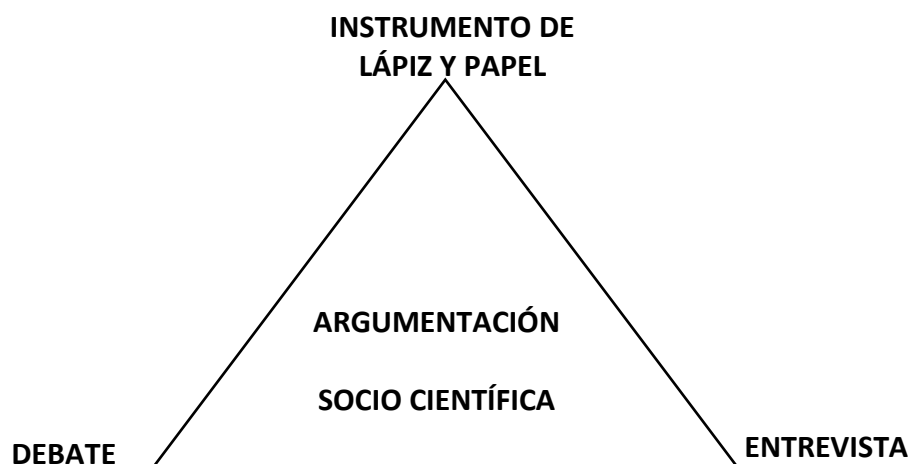 INSTRUMENTO DE
LÁPIZ Y PAPEL
ARGUMENTACIÓN
SOCIO CIENTÍFICA
DEBATE
ENTREVISTA